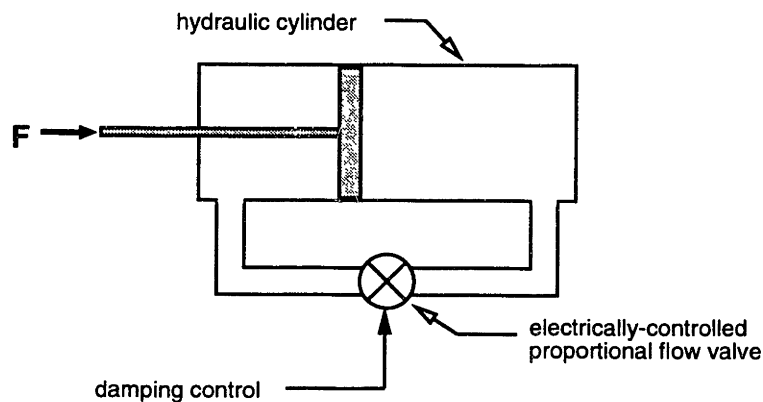 hydraulic cylinder
F
electrically-controlled
proportional flow valve
damping control